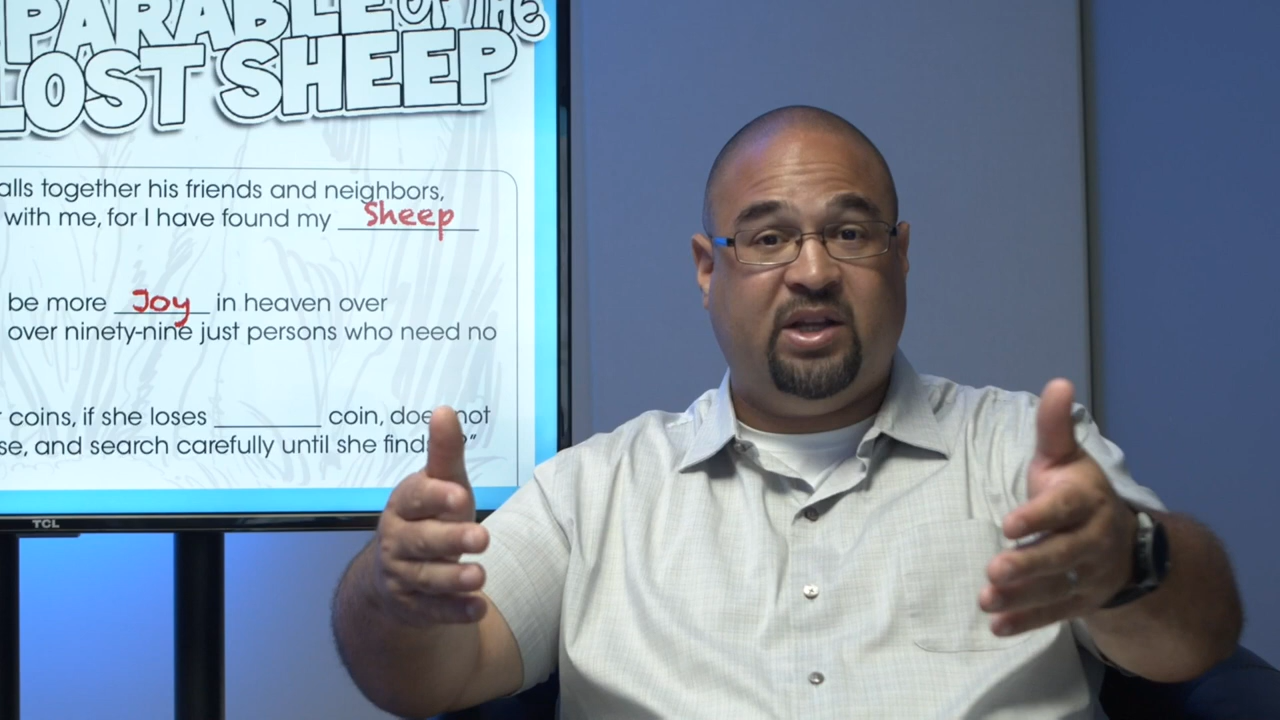 PARABLE OF THE
LOST SHEEP
alls together his friends and neighbors,
with me, for I have found my Sheep
be more Joy in heaven over
over ninety-nine just persons who need no
coins, if she loses ________ coin, does not
se, and search carefully until she finds ?”
TCL